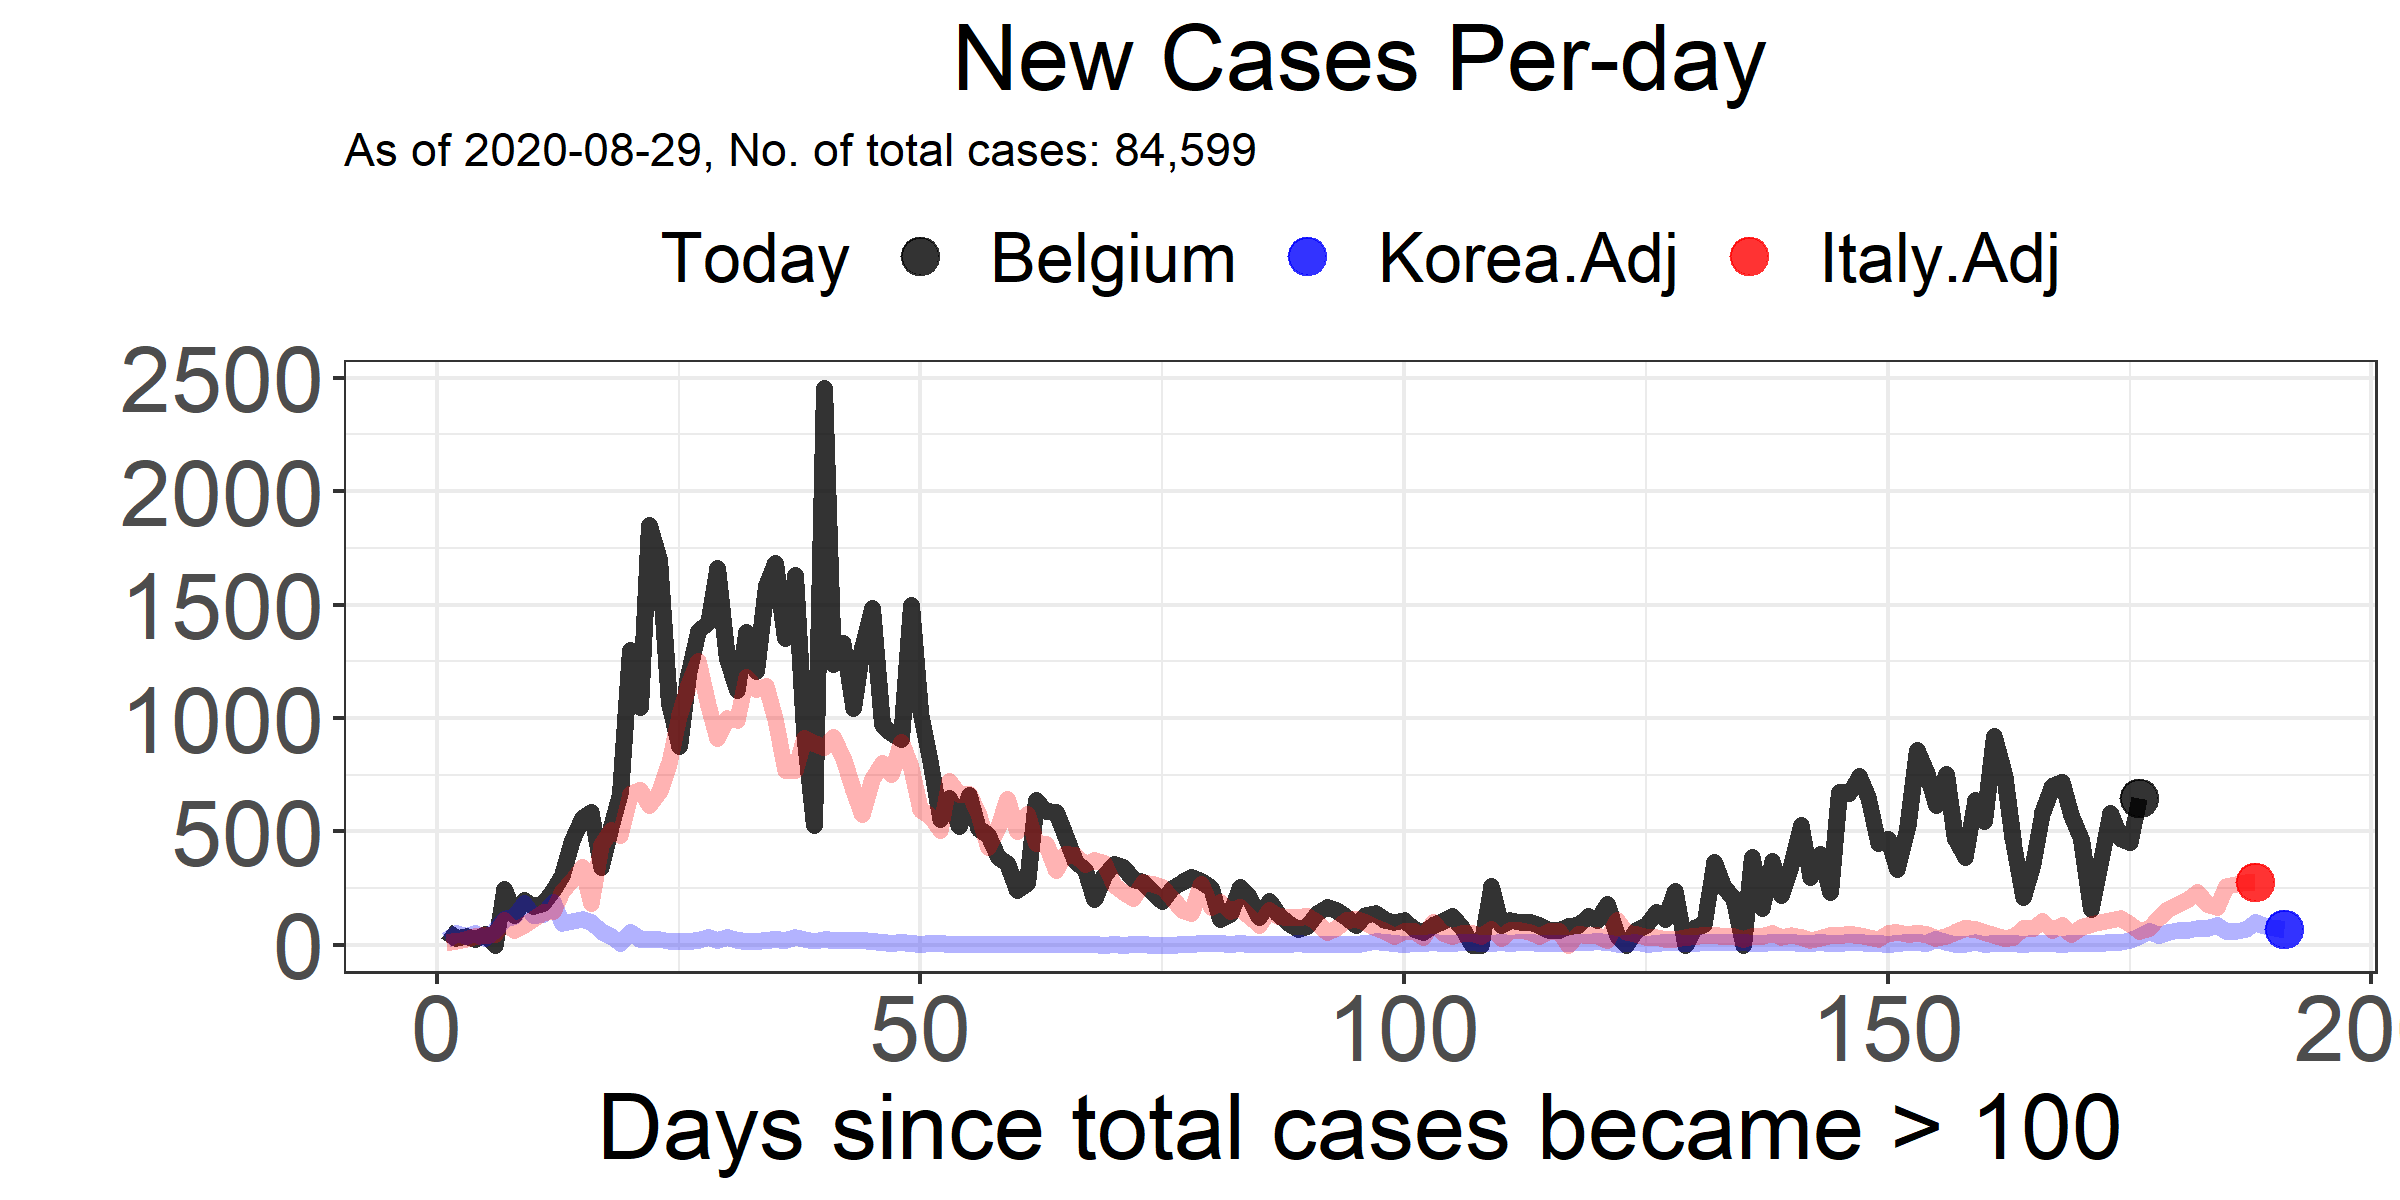 New Cases Per-day
As of 2020-08-29, No. of total cases: 84,599
Today Belgium Korea.Adj Italy.Adj
2500
2000
1500
1000
500
0
0 50 100 150 20
Days since total cases became > 100